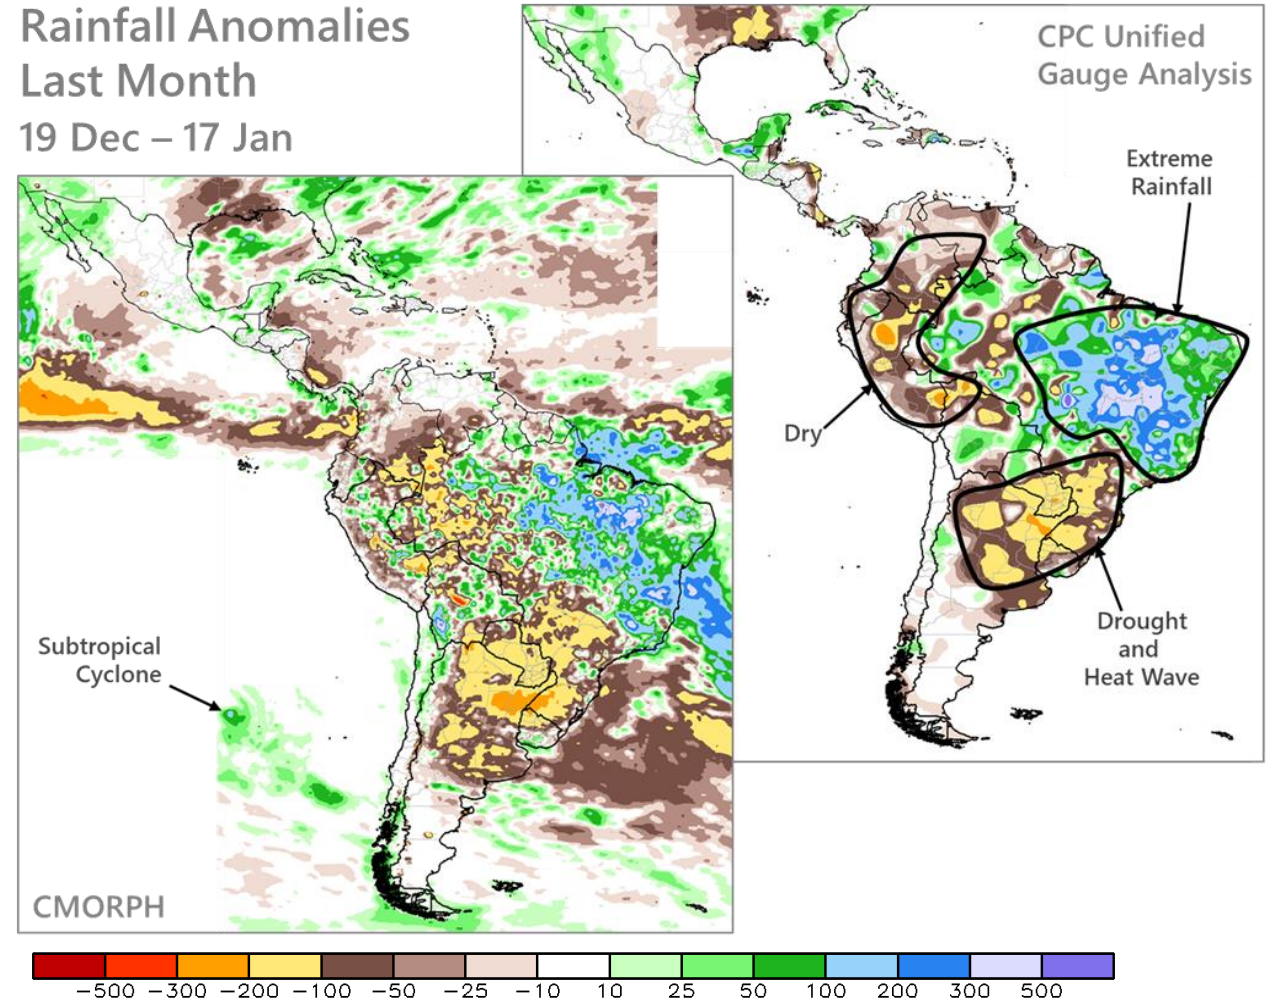 Rainfall Anomalies
Last Month
19 Dec – 17 Jan
CPC Unified
Gauge Analysis
Extreme
Rainfall
Dry
Drought
and
Heat Wave
Subtropical
Cyclone
CMORPH
−500 −300 −200 −100 −50 −25 −10 10 25 50 100 200 300 500